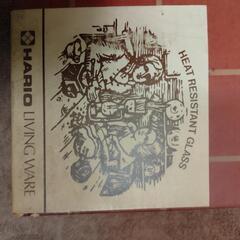 HEAT RESISTANT GLASS
HARIO LIVING WARE